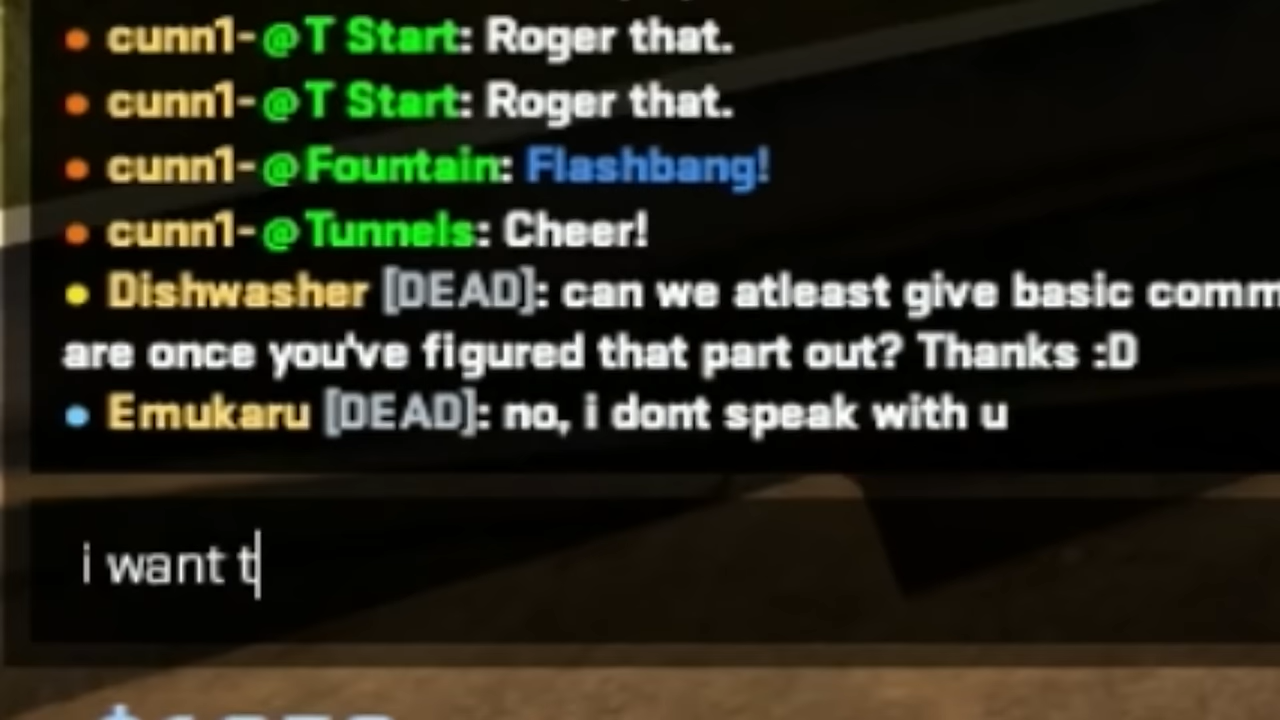 cunn1-@T Start: Roger that.
cunn1-@T Start: Roger that.
cunn1-@Fountain: Flashbang!
cunn1-@Tunnels: Cheer!
Dishwasher [DEAD]: can we atleast give basic comm
are once you've figured that part out? Thanks :D
Emukaru [DEAD]: no, i dont speak with u
i want t